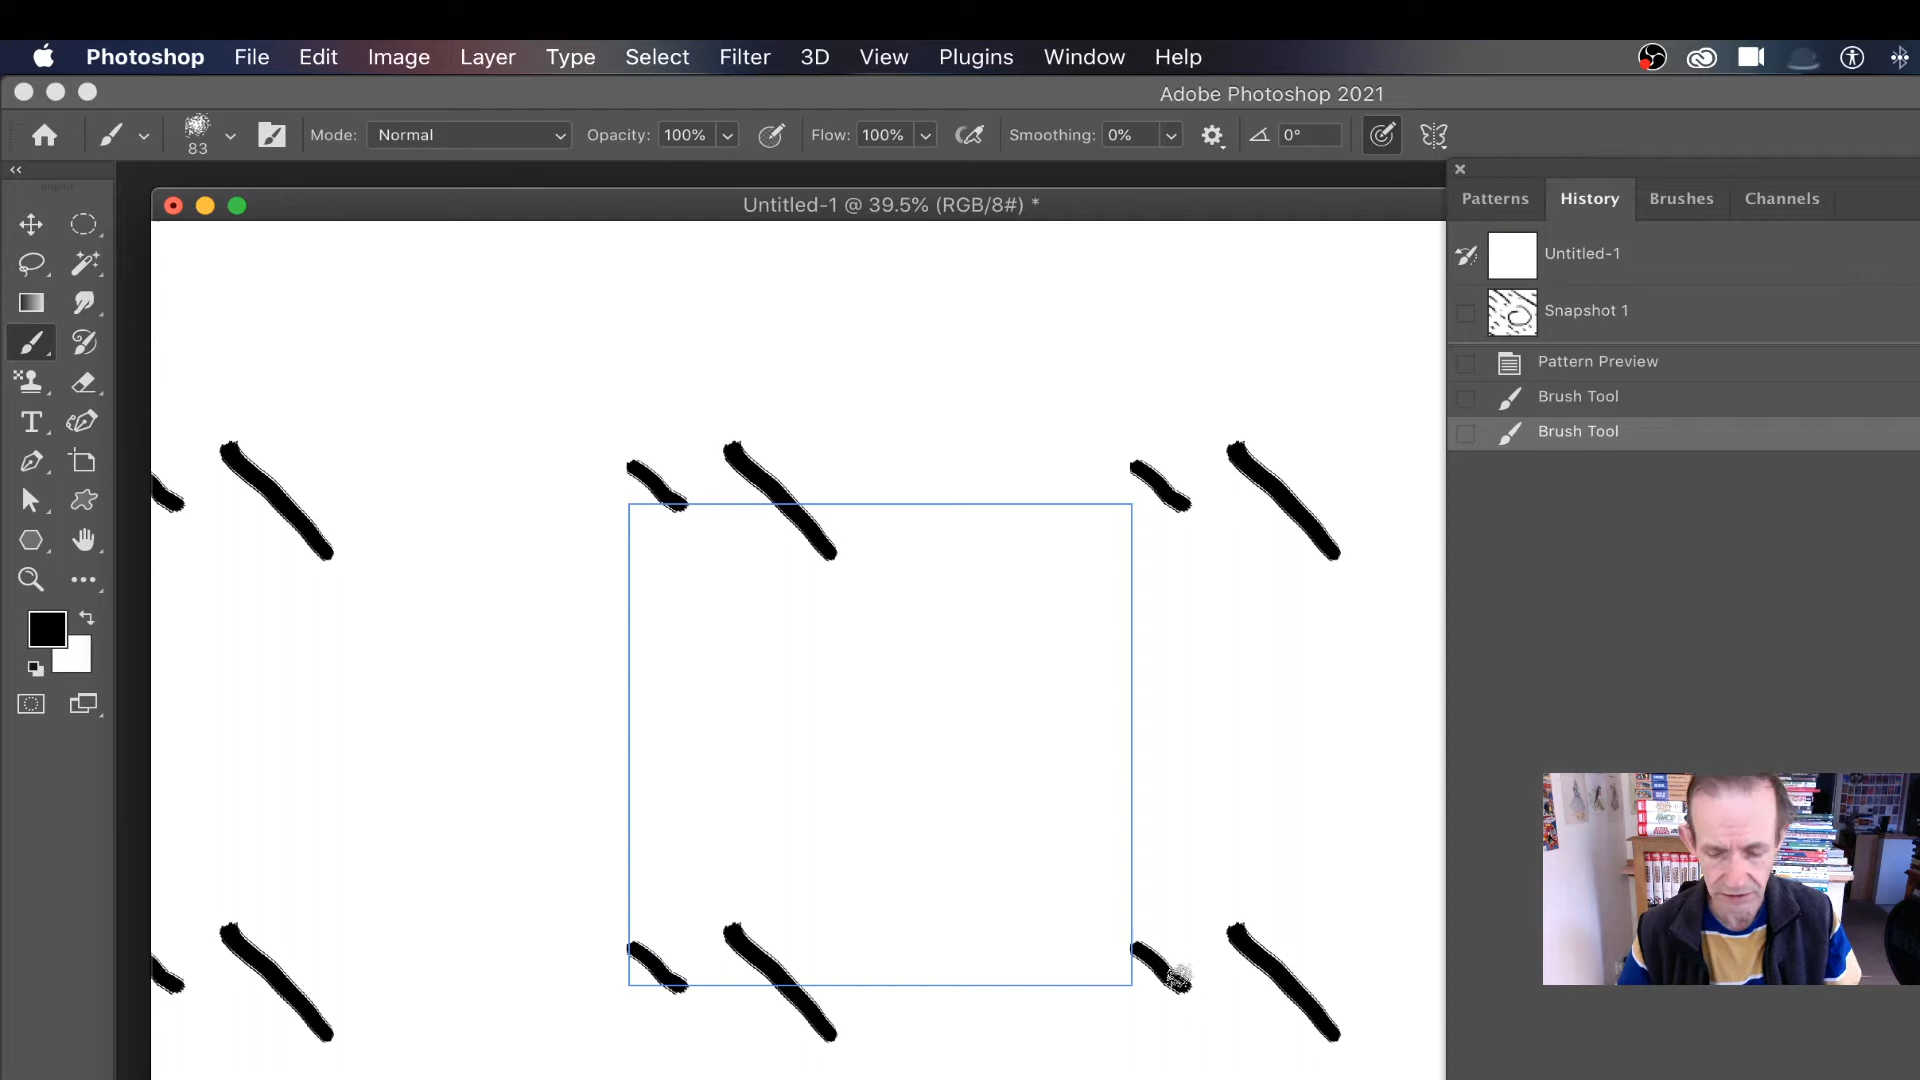 Photoshop File Edit Image Layer Type Select Filter 3D View Plugins Window Help
Adobe Photoshop 2021
83 Mode: Normal Opacity: 100% Flow: 100% Smoothing: 0% 0°
Untitled-1 @ 39.5% (RGB/8#) *
Patterns History Brushes Channels
Untitled-1
Snapshot 1
Pattern Preview
Brush Tool
Brush Tool